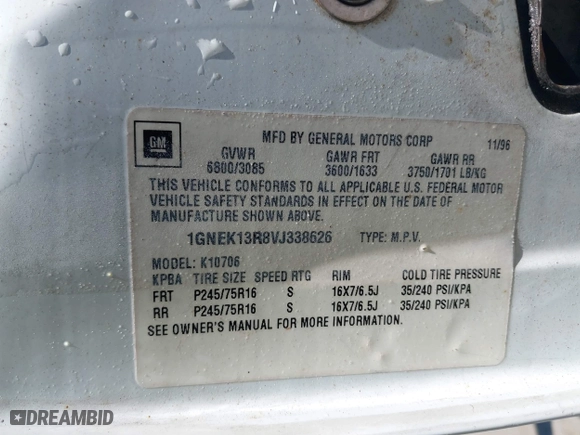 GM
MFD BY GENERAL MOTORS CORP 11/96
GVWR GAWR FRT GAWR RR
6800/3085 3600/1633 3750/1701 LB/KG
THIS VEHICLE CONFORMS TO ALL APPLICABLE U.S. FEDERAL MOTOR
VEHICLE SAFETY STANDARDS IN EFFECT ON THE DATE OF
MANUFACTURE SHOWN ABOVE.
1GNEK13R8VJ338626 TYPE: M.P.V.
MODEL: K10706
KPBA TIRE SIZE SPEED RTG RIM COLD TIRE PRESSURE
FRT P245/75R16 S 16X7/6.5J 35/240 PSI/KPA
RR P245/75R16 S 16X7/6.5J 35/240 PSI/KPA
SEE OWNER'S MANUAL FOR MORE INFORMATION.
DREAMBID